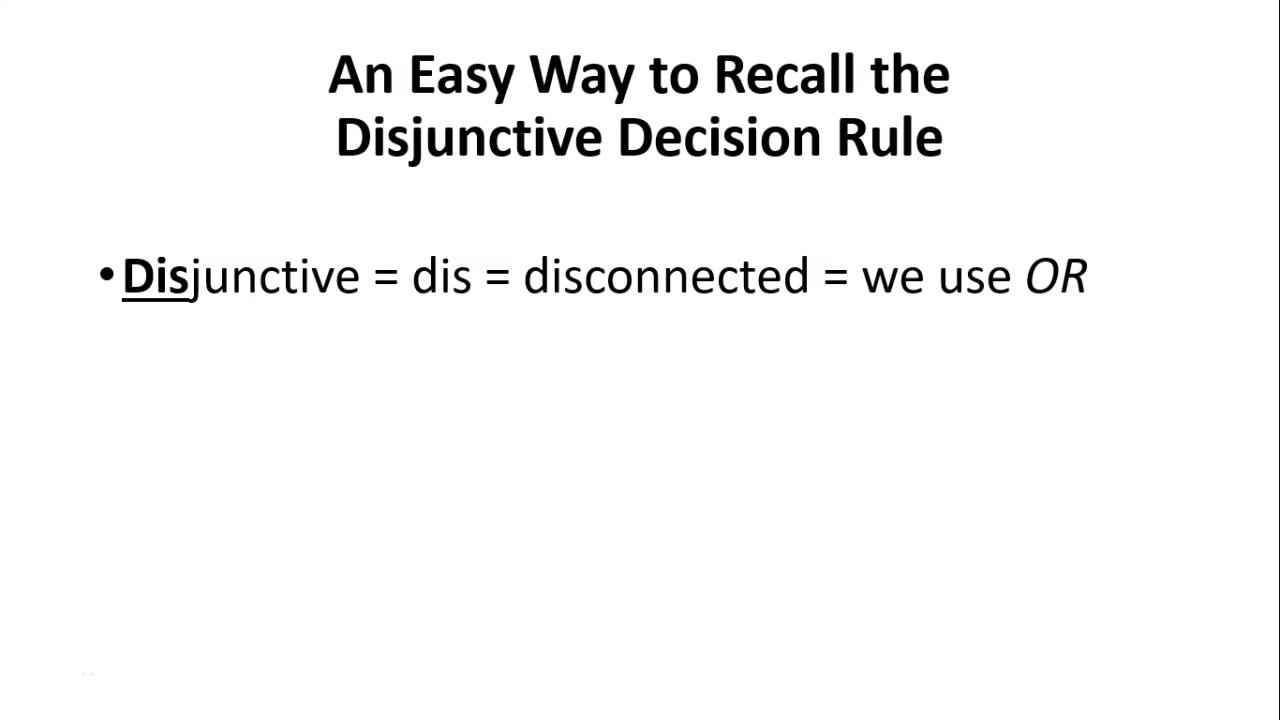 An Easy Way to Recall the
Disjunctive Decision Rule
•Disjunctive = dis = disconnected = we use OR